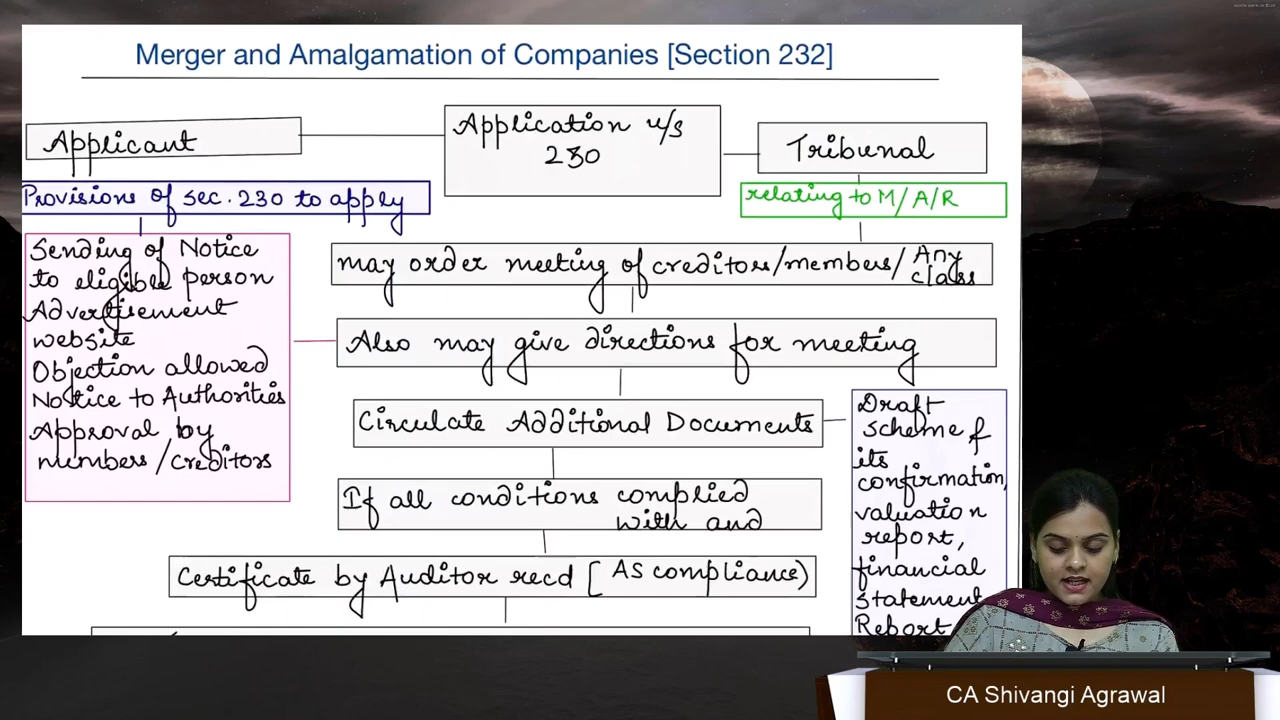 Merger and Amalgamation of Companies [Section 232]
Applicant
Application u/s
230
Tribunal
Provisions of sec. 230 to apply
relating to M/A/R
Sending of Notice
to eligible person
Advertisement
website
Objection allowed
Notice to Authorities
Approval by
members/creditors
may order meeting of creditors/members/Any
class
Also may give directions for meeting
Circulate Additional Documents
Draft
scheme &
its
confirmation,
valuation
report,
financial
statement
Report
If all conditions complied
with and
Certificate by Auditor recd [AS compliance)
CA Shivangi Agrawal